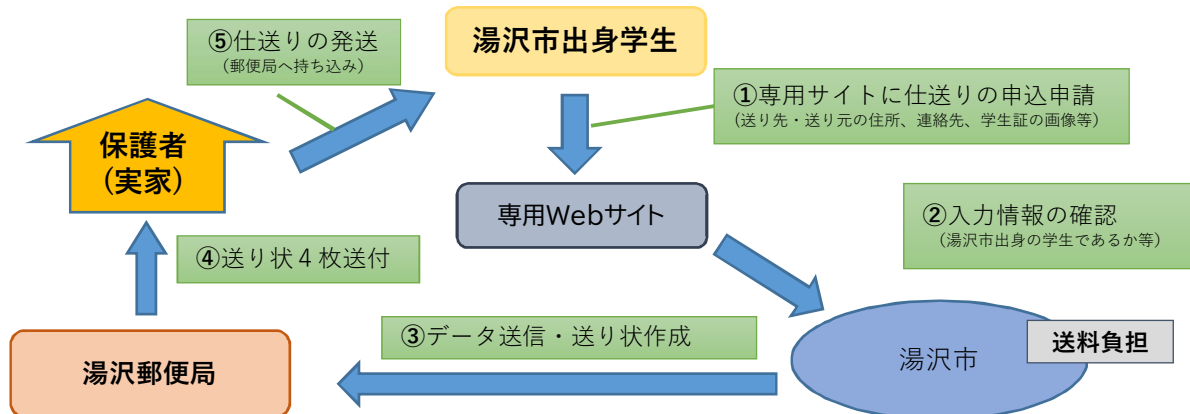 ⑤仕送りの発送
（郵便局へ持ち込み）
湯沢市出身学生
①専用サイトに仕送りの申込申請
（送り先・送り元の住所、連絡先、学生証の画像等）
保護者
(実家)
専用Webサイト
②入力情報の確認
（湯沢市出身の学生であるか等）
④送り状４枚送付
③データ送信・送り状作成
送料負担
湯沢市
湯沢郵便局